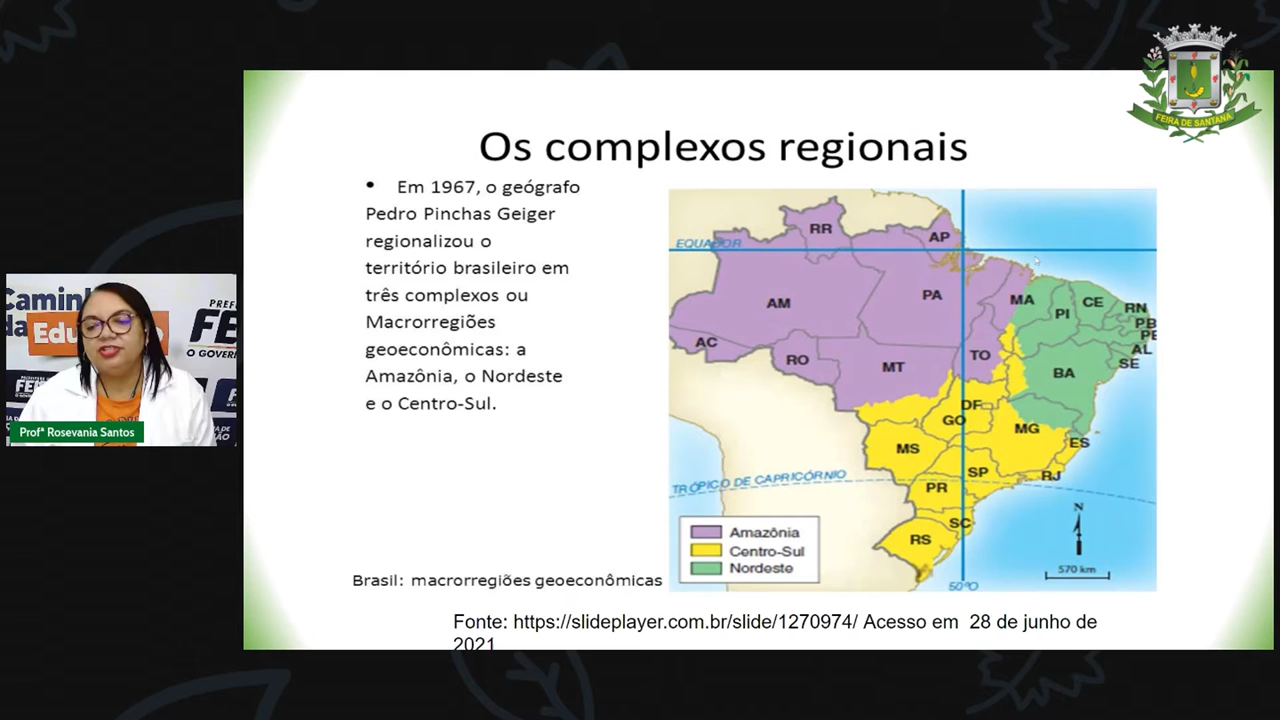 FEIRA DE SANTANA
Os complexos regionais
• Em 1967, o geógrafo
Pedro Pinchas Geiger
regionalizou o
território brasileiro em
três complexos ou
Macrorregiões
geoeconômicas: a
Amazônia, o Nordeste
e o Centro-Sul.
Brasil: macrorregiões geoeconômicas
EQUADOR
RR
AP
AM
PA
MA
CE
RN
PI
PB
PE
AC
RO
TO
AL
SE
MT
BA
DF
GO
MG
ES
MS
SP
RJ
TRÓPICO DE CAPRICÓRNIO
PR
SC
RS
N
570 km
50°O
Amazônia
Centro-Sul
Nordeste
Fonte: https://slideplayer.com.br/slide/1270974/ Acesso em 28 de junho de
2021
Profª Rosevania Santos